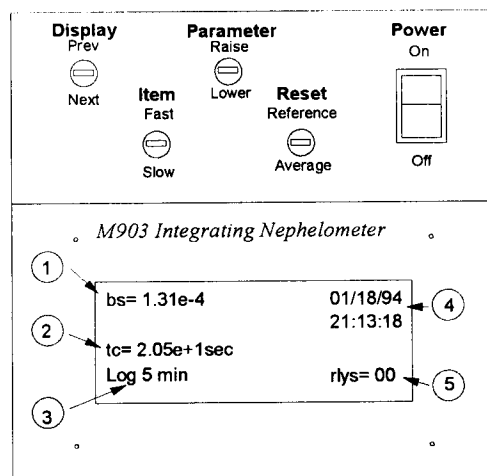 Display
Prev
Next
Parameter
Raise
Lower
Power
On
Off
Item
Fast
Slow
Reset
Reference
Average
M903 Integrating Nephelometer
1
bs= 1.31e-4
01/18/94
4
21:13:18
2
tc= 2.05e+1sec
Log 5 min
rlys= 00
5
3